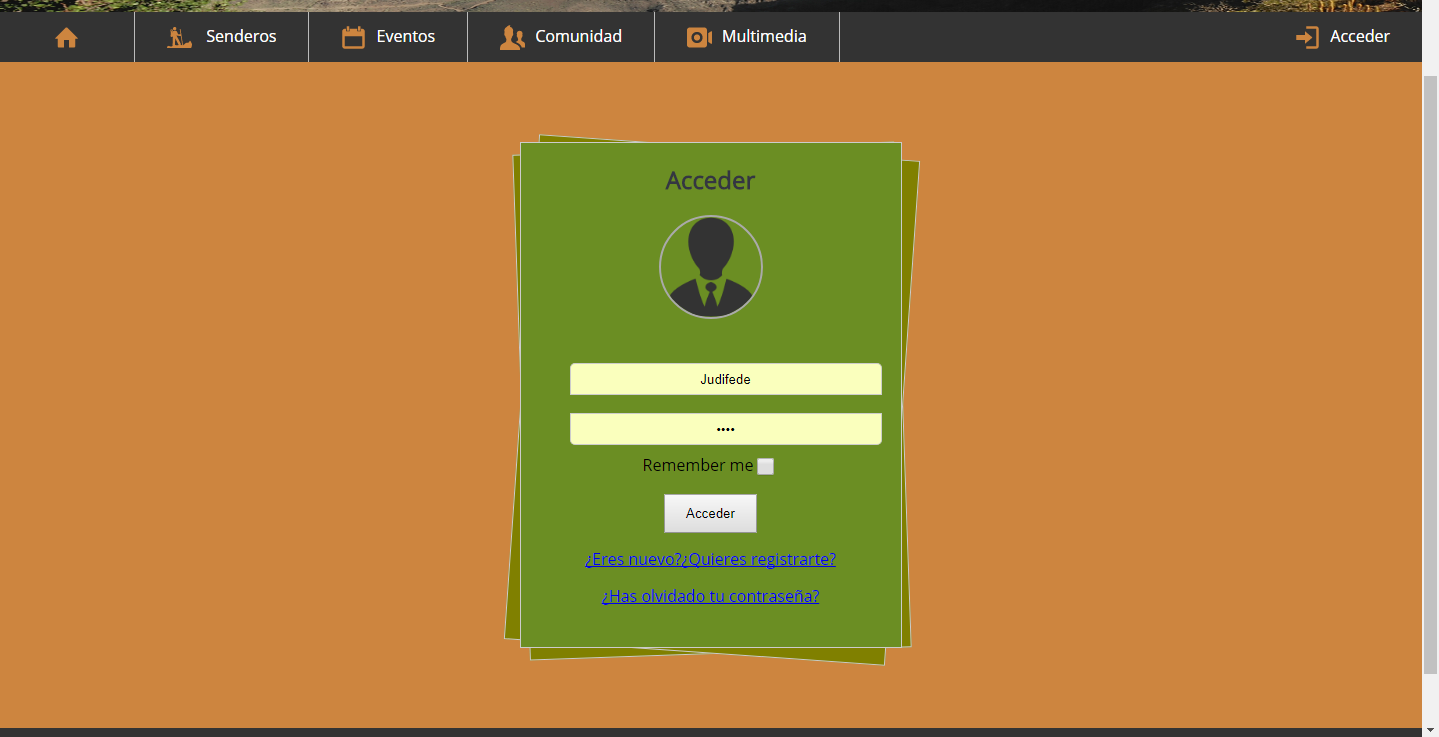 Senderos Eventos Comunidad Multimedia Acceder
Acceder
Judifede
••••
Remember me
Acceder
¿Eres nuevo?¿Quieres registrarte?
¿Has olvidado tu contraseña?